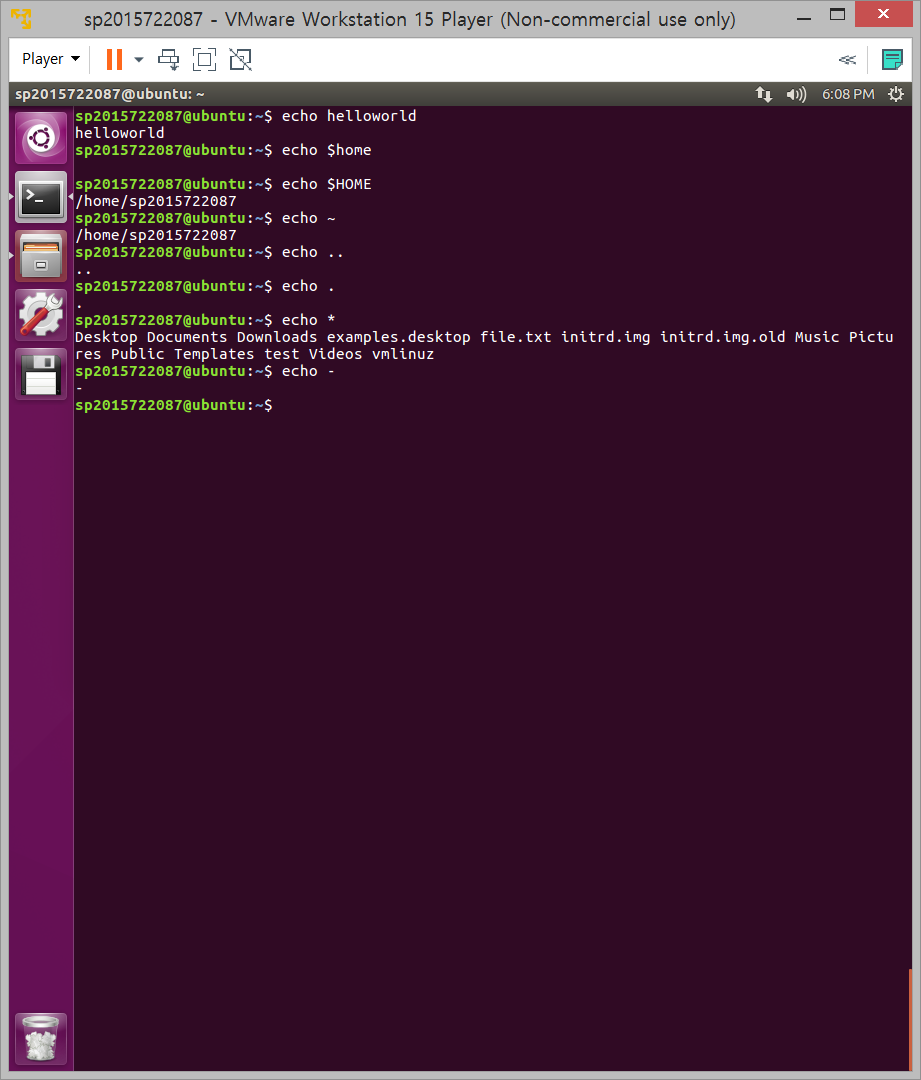 sp2015722087 - VMware Workstation 15 Player (Non-commercial use only)
Player
sp2015722087@ubuntu: ~
6:08 PM
sp2015722087@ubuntu:~$ echo helloworld
helloworld
sp2015722087@ubuntu:~$ echo $home
sp2015722087@ubuntu:~$ echo $HOME
/home/sp2015722087
sp2015722087@ubuntu:~$ echo ~
/home/sp2015722087
sp2015722087@ubuntu:~$ echo ..
..
sp2015722087@ubuntu:~$ echo .
.
sp2015722087@ubuntu:~$ echo *
Desktop Documents Downloads examples.desktop file.txt initrd.img initrd.img.old Music Pictu
res Public Templates test Videos vmlinuz
sp2015722087@ubuntu:~$ echo -
-
sp2015722087@ubuntu:~$